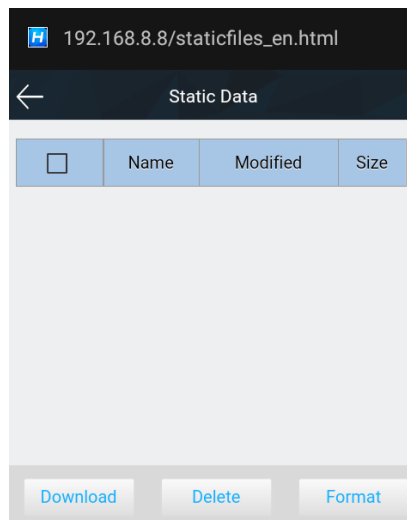 H 192.168.8.8/staticfiles_en.html
Static Data
Name Modified Size
Download Delete Format